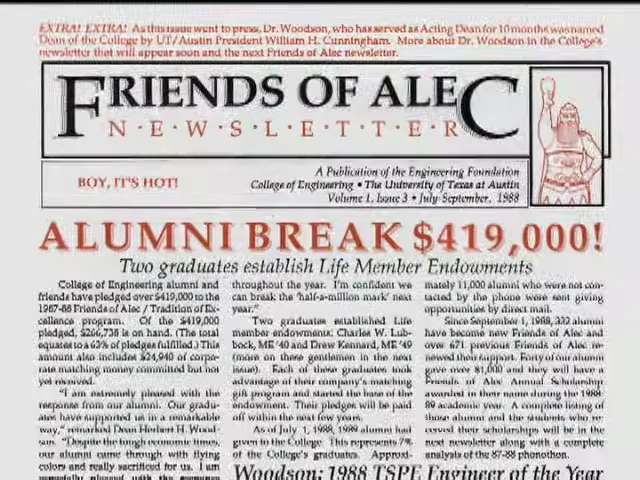 EXTRA! EXTRA! As this issue went to press, Dr. Woodson, who has served as Acting Dean for 10 months was named
Dean of the College by UT/Austin President William H. Cunningham. More about Dr. Woodson in the College's
newsletter that will appear soon and the next Friends of Alec newsletter.
FRIENDS OF ALEC
N·E·W·S·L·E·T·T·E·R
BOY, IT'S HOT!
A Publication of the Engineering Foundation
College of Engineering • The University of Texas at Austin
Volume 1, Issue 3 • July-September, 1988
ALUMNI BREAK $419,000!
Two graduates establish Life Member Endowments
College of Engineering alumni and
friends have pledged over $419,000 to the
1987-88 Friends of Alec / Tradition of Ex-
cellence program. Of the $419,000
pledged, $266,738 is on hand. (The total
equates to a 63% of pledges fulfilled.) This
amount also includes $24,940 of corpo-
rate matching money committed but not
yet received.
"I am extremely pleased with the
response from our alumni. Our gradu-
ates have supported us in a remarkable
way," remarked Dean Herbert H. Wood-
son. "Despite the tough economic times,
our alumni came through with flying
colors and really sacrificed for us. I am
especially pleased with the
throughout the year. I'm confident we
can break the 'half-a-million mark' next
year."
Two graduates established Life
member endowments: Charles W. Lub-
bock, ME '40 and Drew Kennard, ME '49
(more on these gentlemen in the next
issue). Each of these graduates took
advantage of their company's matching
gift program and started the base of the
endowment. Their pledges will be paid
off within the next few years.
As of July 1, 1988, 1989 alumni had
given to the College. This represents 7%
of the College's graduates. Approxi-
mately 11,000 alumni who were not con-
tacted by the phone were sent giving
opportunities by direct mail.
Since September 1, 1988, 332 alumni
have become new Friends of Alec and
over 671 previous Friends of Alec re-
newed their support. Forty of our alumni
gave over $1,000 and they will have a
Friends of Alec Annual Scholarship
awarded in their name during the 1988-
89 academic year. A complete listing of
those alumni and the students who re-
ceived their scholarships will be in the
next newsletter along with a complete
analysis of the 87-88 phonothon.
Woodson: 1988 TSPE Engineer of the Year